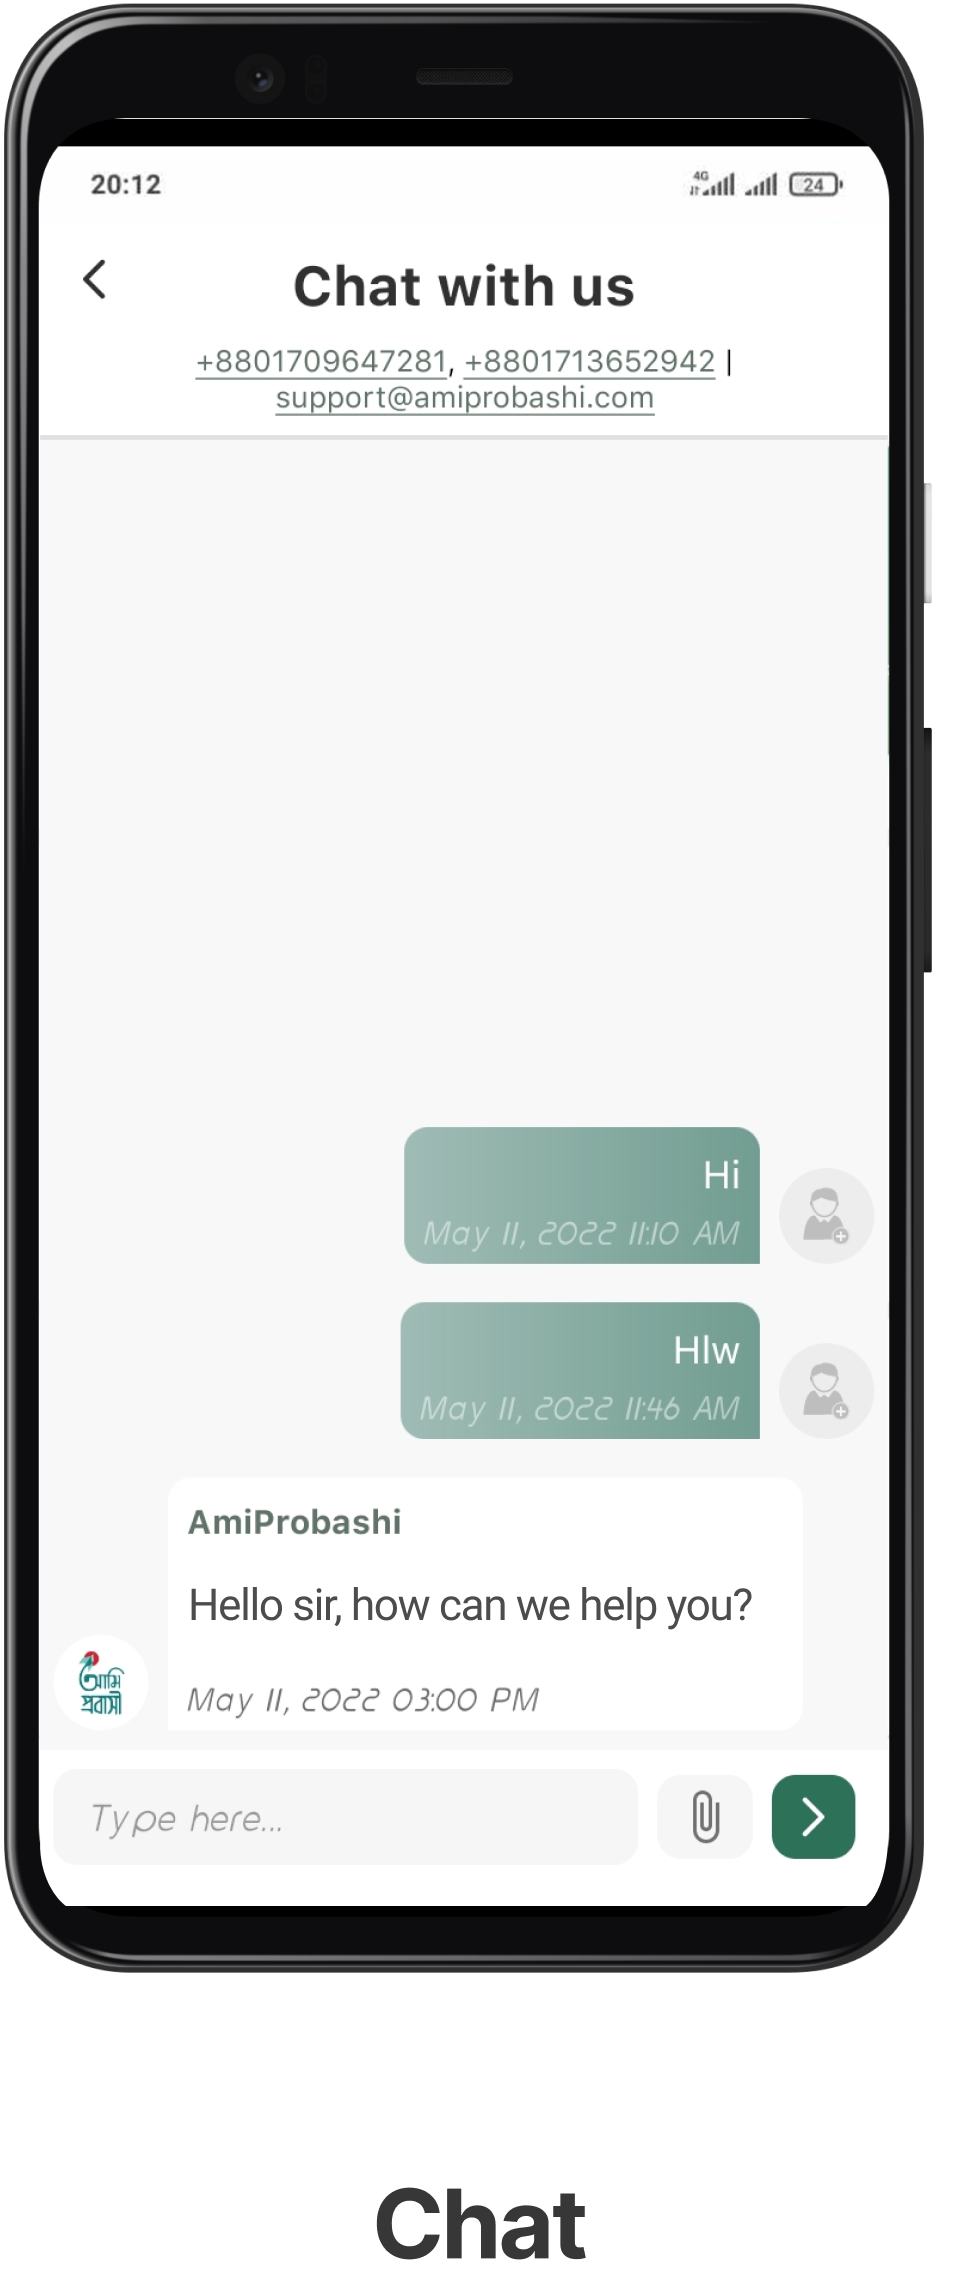 20:12
4G
24
Chat with us
+8801709647281, +8801713652942 |
support@amiprobashi.com
Hi
May 11, 2022 11:10 AM
Hlw
May 11, 2022 11:46 AM
AmiProbashi
Hello sir, how can we help you?
আমি
প্রবাসী
May 11, 2022 03:00 PM
Type here...
Chat